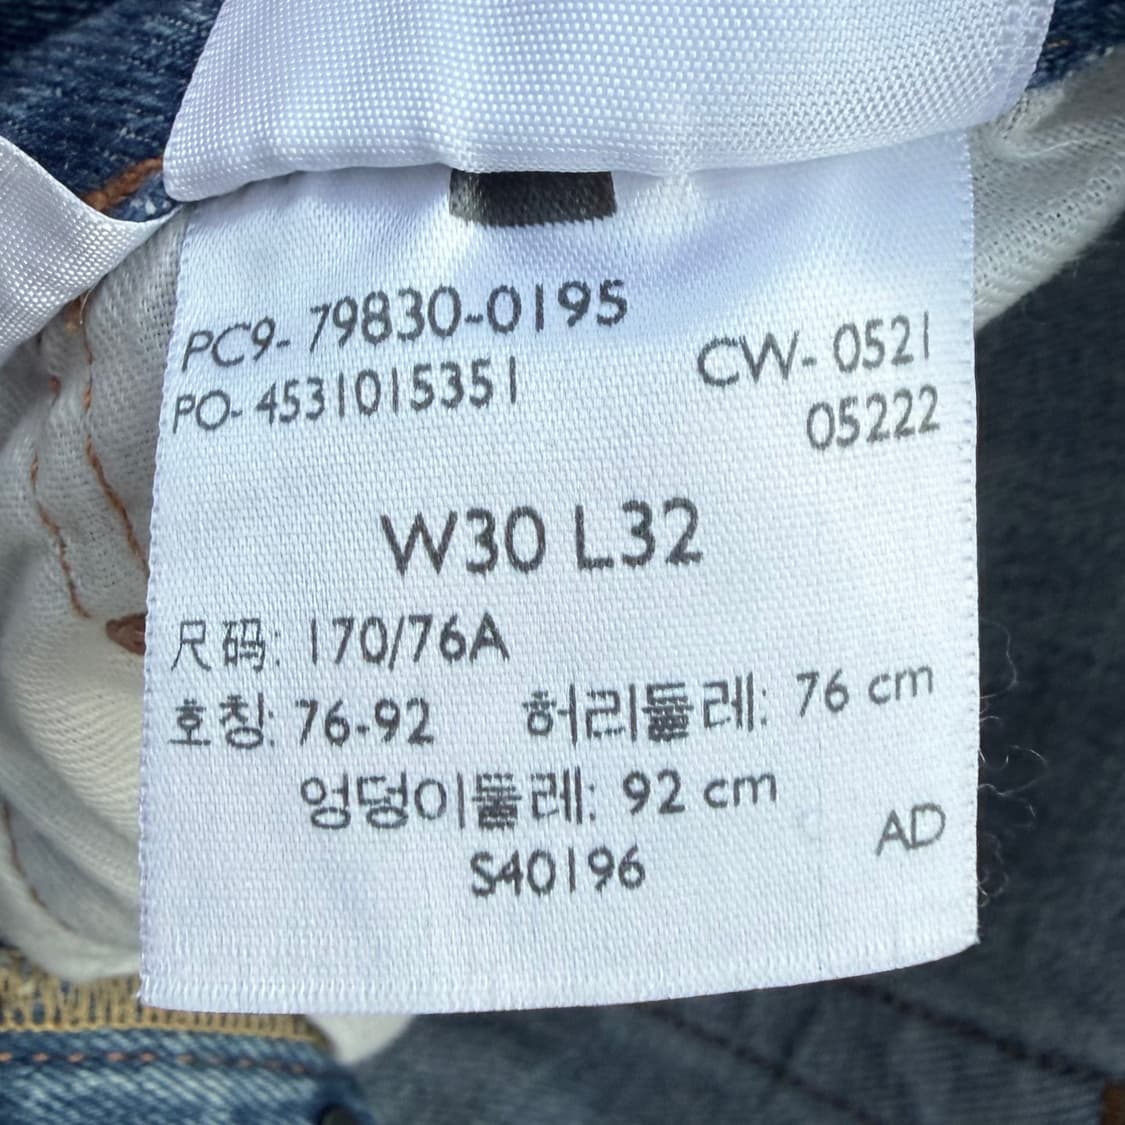 PC9- 79830-0195
PO- 4531015351
CW- 0521
05222
W30 L32
尺码: 170/76A
호칭: 76-92 허리둘레: 76 cm
엉덩이둘레: 92 cm
AD
S40196